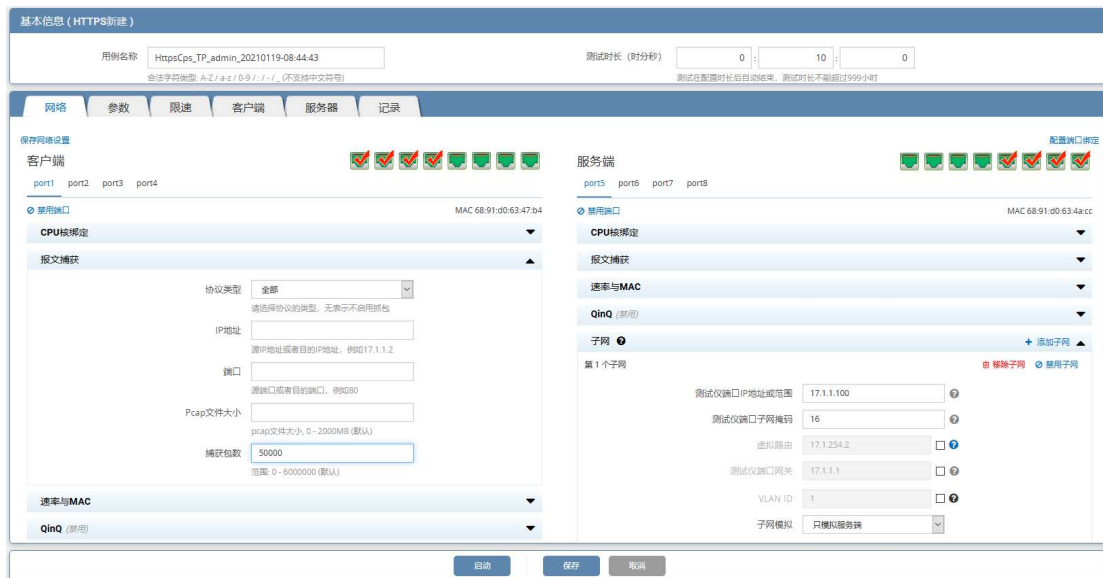 基本信息 ( HTTPS新建 )
用例名称 HttpsCps_TP_admin_20210119-08:44:43 测试时长（时分秒） 0 : 10 : 0
合法字符类型: A-Z / a-z / 0-9 / : / - / _ (不支持中文符号) 测试在配置时长后自动结束，测试时长不能超过999小时
网络 参数 限速 客户端 服务器 记录
保存网络设置 配置端口绑定
客户端
port1 port2 port3 port4
禁用端口 MAC 68:91:d0:63:47:b4
CPU核绑定
报文捕获
协议类型 全部
请选择协议的类型，无表示不启用抓包
IP地址
源IP地址或者目的IP地址，例如17.1.1.2
端口
源端口或者目的端口，例如80
Pcap文件大小
pcap文件大小, 0 - 2000MB (默认)
捕获包数 50000
范围: 0 - 6000000 (默认)
速率与MAC
QinQ (禁用)
服务端
port5 port6 port7 port8
禁用端口 MAC 68:91:d0:63:4a:cc
CPU核绑定
报文捕获
速率与MAC
QinQ (禁用)
子网 + 添加子网
第 1 个子网 移除子网 禁用子网
测试仪端口IP地址或范围 17.1.1.100
测试仪端口子网掩码 16
虚拟路由 17.1.254.2
测试仪端口网关 17.1.1.1
VLAN ID 1
子网模拟 只模拟服务端
启动 保存 取消